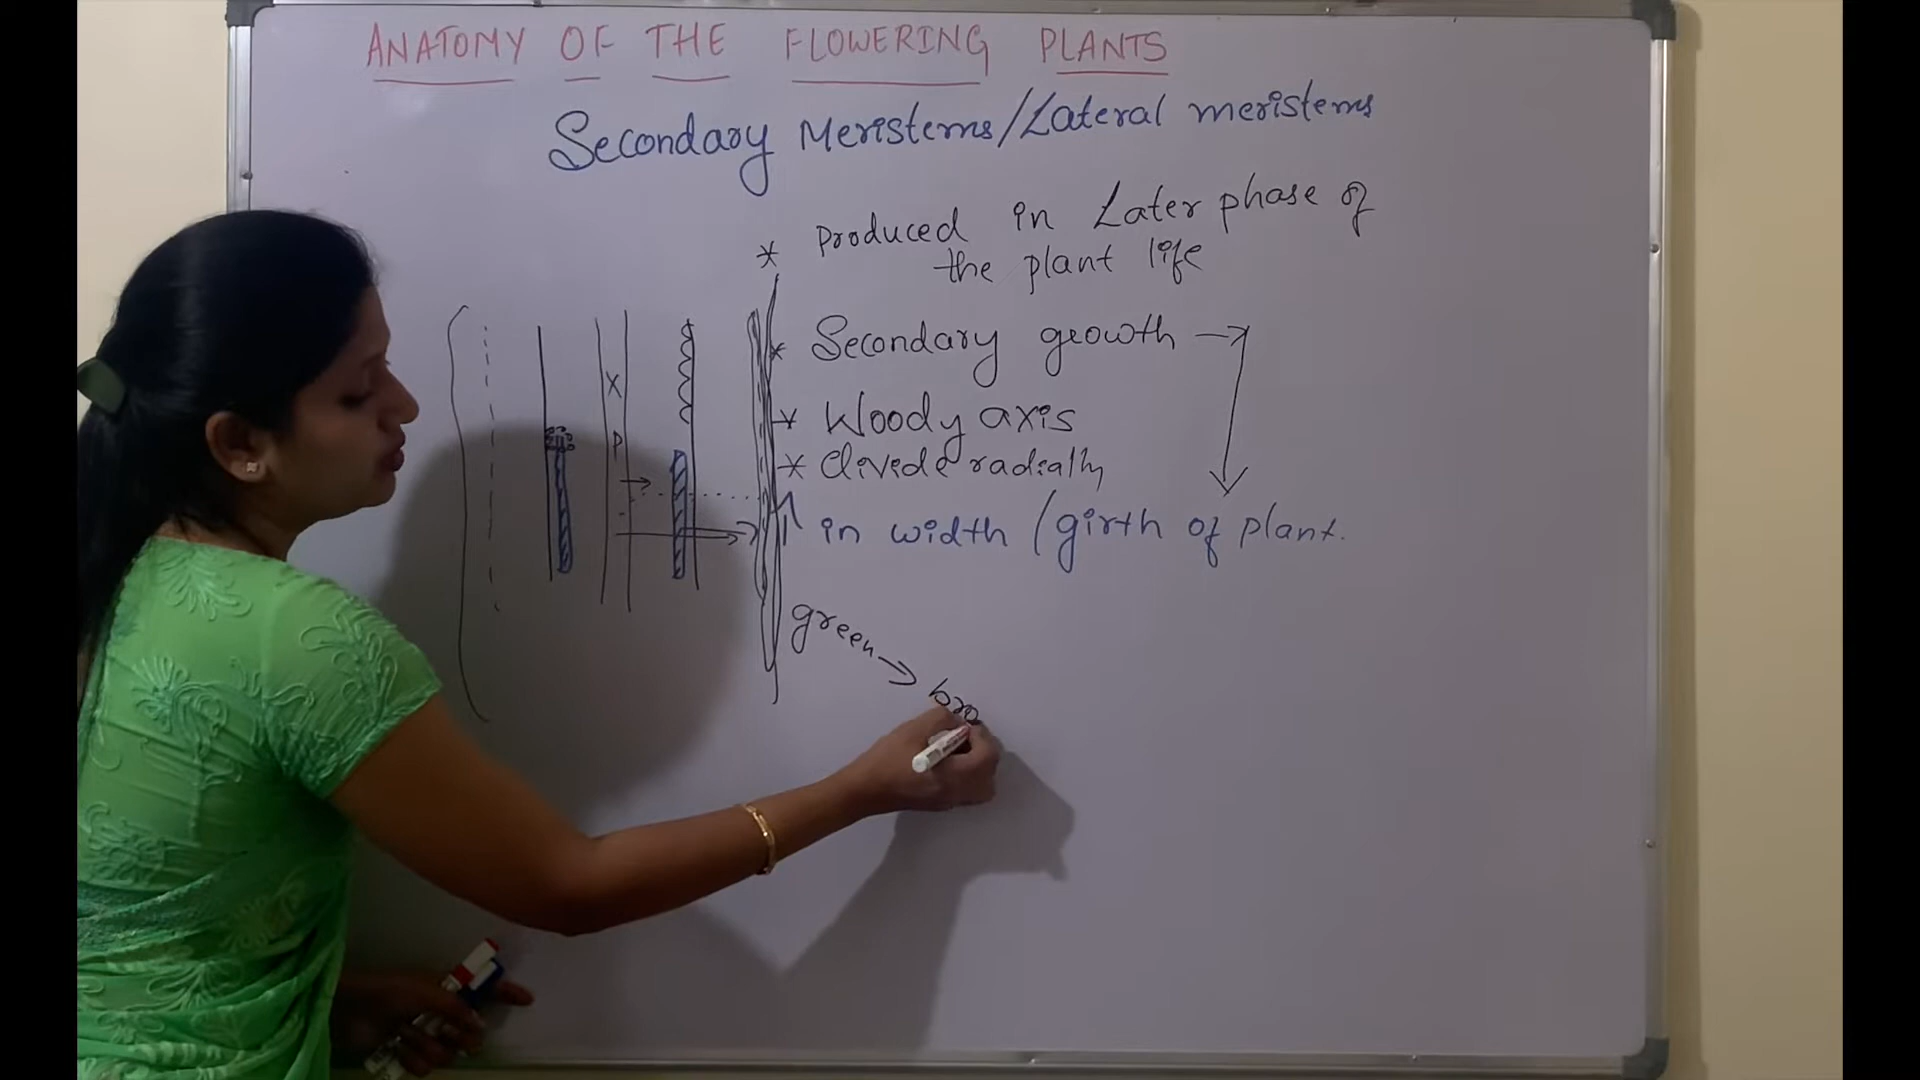 ANATOMY OF THE FLOWERING PLANTS
Secondary Meristems/Lateral meristems
* produced in Later phase of
the plant life
* Secondary growth →
* Woody axis
* divide radially
↑ in width / girth of plant.
X
P
green → bro